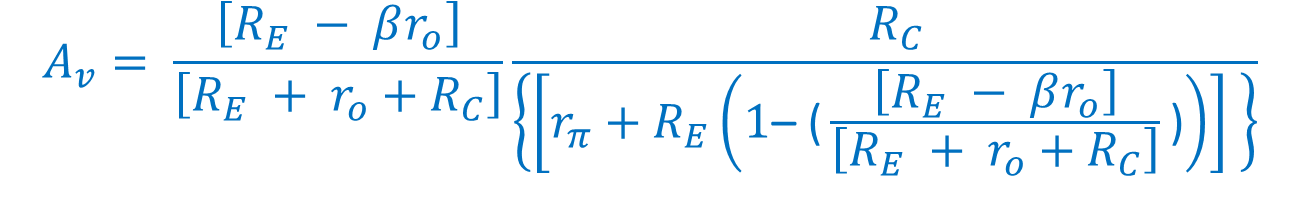 A_v = [R_E − βr_o] / [R_E + r_o + R_C] R_C / {[r_π + R_E (1−([R_E − βr_o] / [R_E + r_o + R_C]))]}